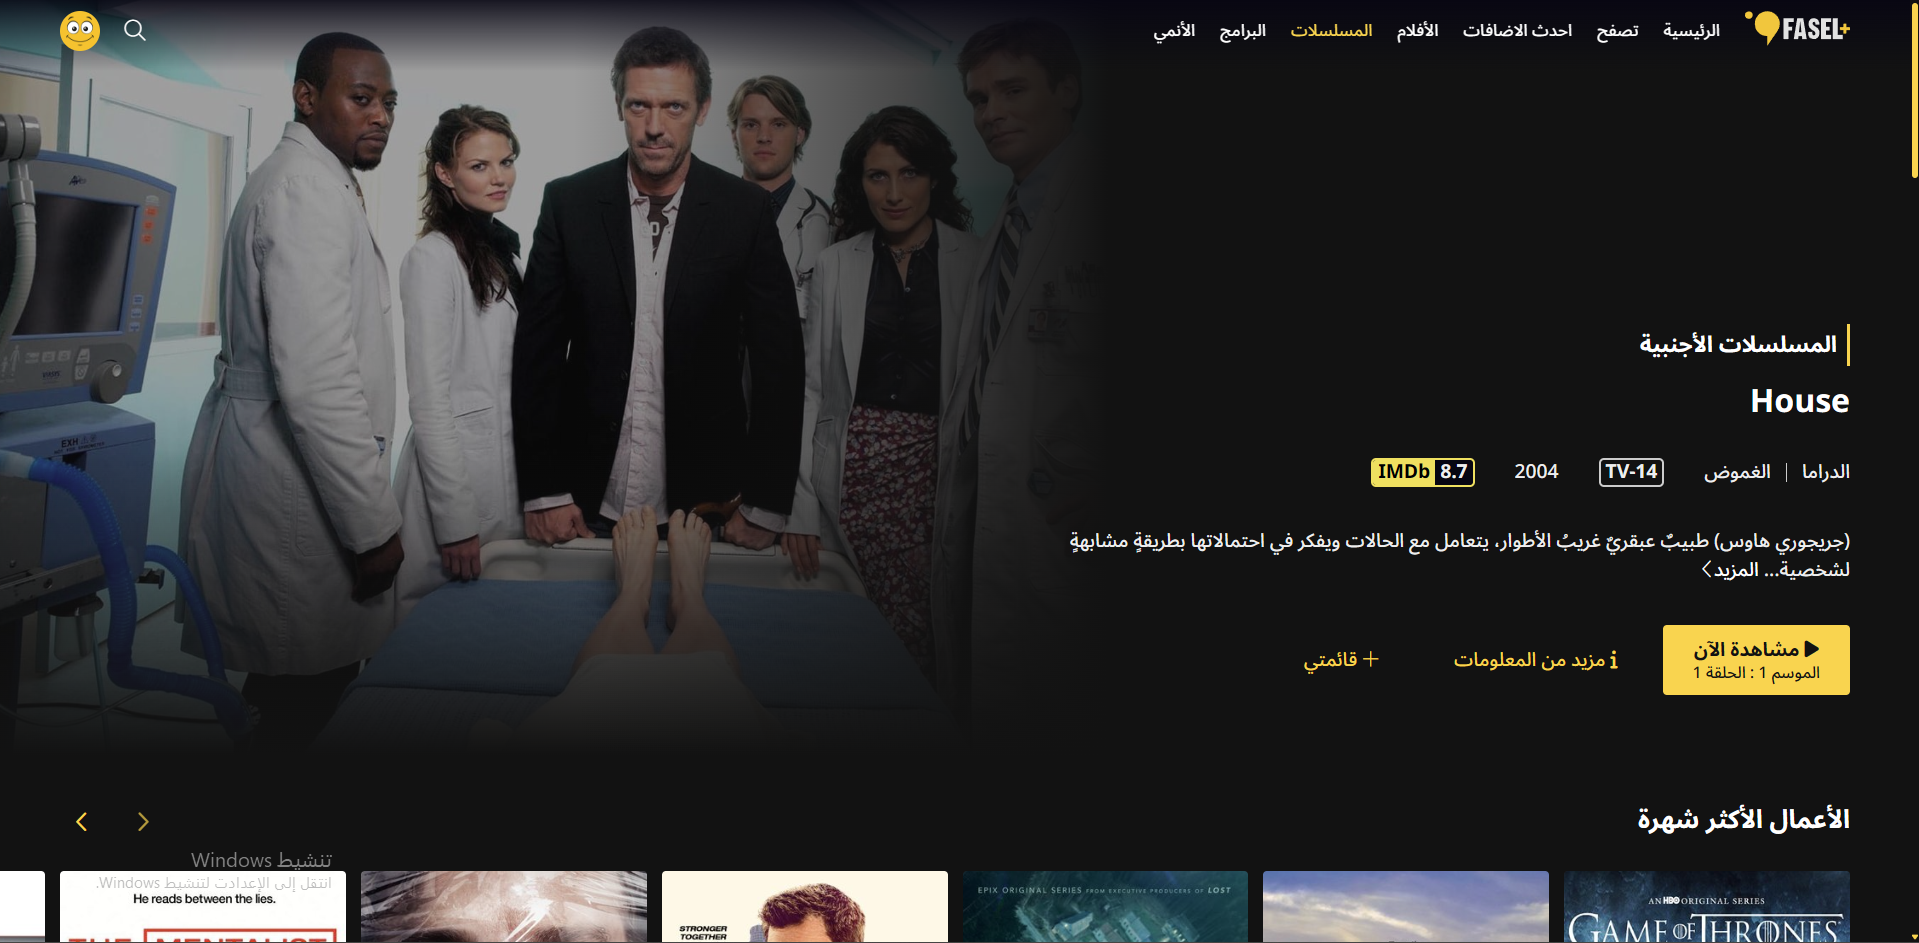 FASEL+
الرئيسية
تصفح
احدث الاضافات
الأفلام
المسلسلات
البرامج
الأنمي
المسلسلات الأجنبية
House
الدراما | الغموض
TV-14
2004
IMDb 8.7
(جريجوري هاوس) طبيبٌ عبقريٌ غريبُ الأطوار، يتعامل مع الحالات ويفكر في احتمالاتها بطريقةٍ مشابهةٍ
لشخصية... المزيد
مشاهدة الآن
الموسم 1 : الحلقة 1
مزيد من المعلومات
قائمتي
الأعمال الأكثر شهرة
تنشيط Windows
انتقل إلى الإعدادت لتنشيط Windows.
AN HBO ORIGINAL SERIES
GAME OF THRONES
EPIX ORIGINAL SERIES FROM EXECUTIVE PRODUCERS OF LOST
STRONGER
TOGETHER
He reads between the lies.
THE MENTALIST
EXH